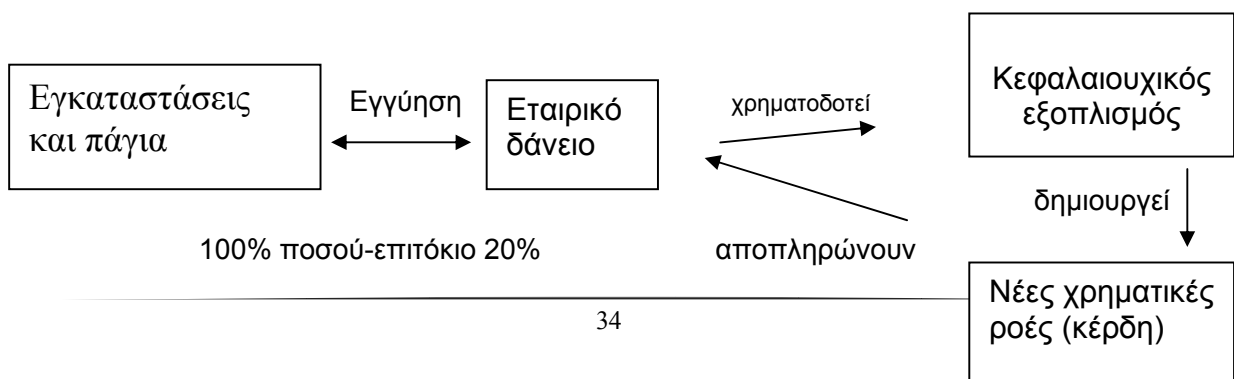 Εγκαταστάσεις
και πάγια
Εγγύηση
Εταιρικό
δάνειο
χρηματοδοτεί
Κεφαλαιουχικός
εξοπλισμός
δημιουργεί
100% ποσού-επιτόκιο 20%
αποπληρώνουν
Νέες χρηματικές
ροές (κέρδη)
34